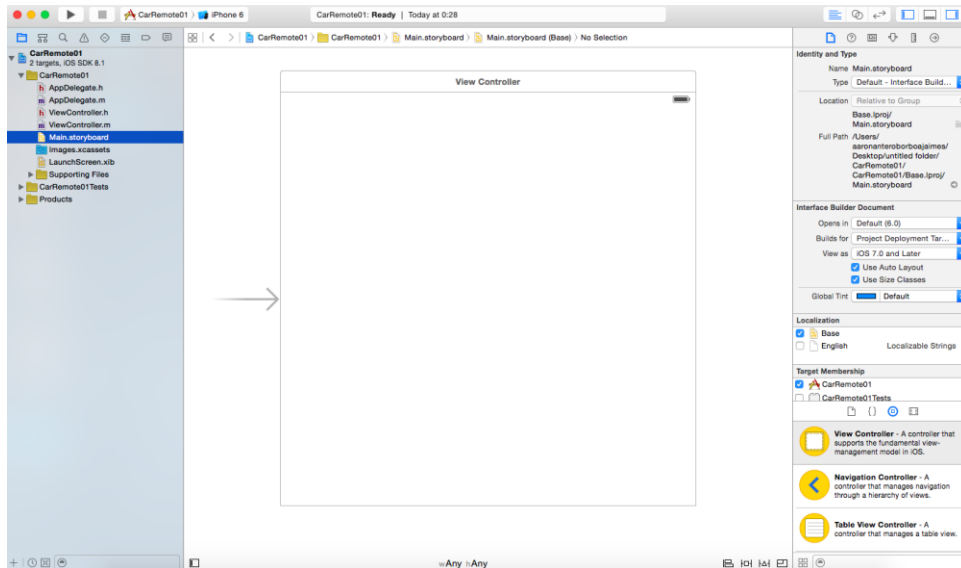 CarRemote01 › iPhone 6
CarRemote01: Ready | Today at 0:28
CarRemote01 › CarRemote01 › Main.storyboard › Main.storyboard (Base) › No Selection
CarRemote01
2 targets, iOS SDK 8.1
CarRemote01
h AppDelegate.h
m AppDelegate.m
h ViewController.h
m ViewController.m
Main.storyboard
Images.xcassets
LaunchScreen.xib
Supporting Files
CarRemote01Tests
Products
View Controller
wAny hAny
Identity and Type
Name Main.storyboard
Type Default - Interface Build...
Location Relative to Group
Base.lproj/
Main.storyboard
Full Path /Users/
aaronanteroborboajaimes/
Desktop/untitled folder/
CarRemote01/
CarRemote01/Base.lproj/
Main.storyboard
Interface Builder Document
Opens in Default (6.0)
Builds for Project Deployment Tar...
View as iOS 7.0 and Later
Use Auto Layout
Use Size Classes
Global Tint Default
Localization
Base
English Localizable Strings
Target Membership
CarRemote01
CarRemote01Tests
View Controller - A controller that
supports the fundamental view-
management model in iOS.
Navigation Controller - A
controller that manages navigation
through a hierarchy of views.
Table View Controller - A
controller that manages a table view.